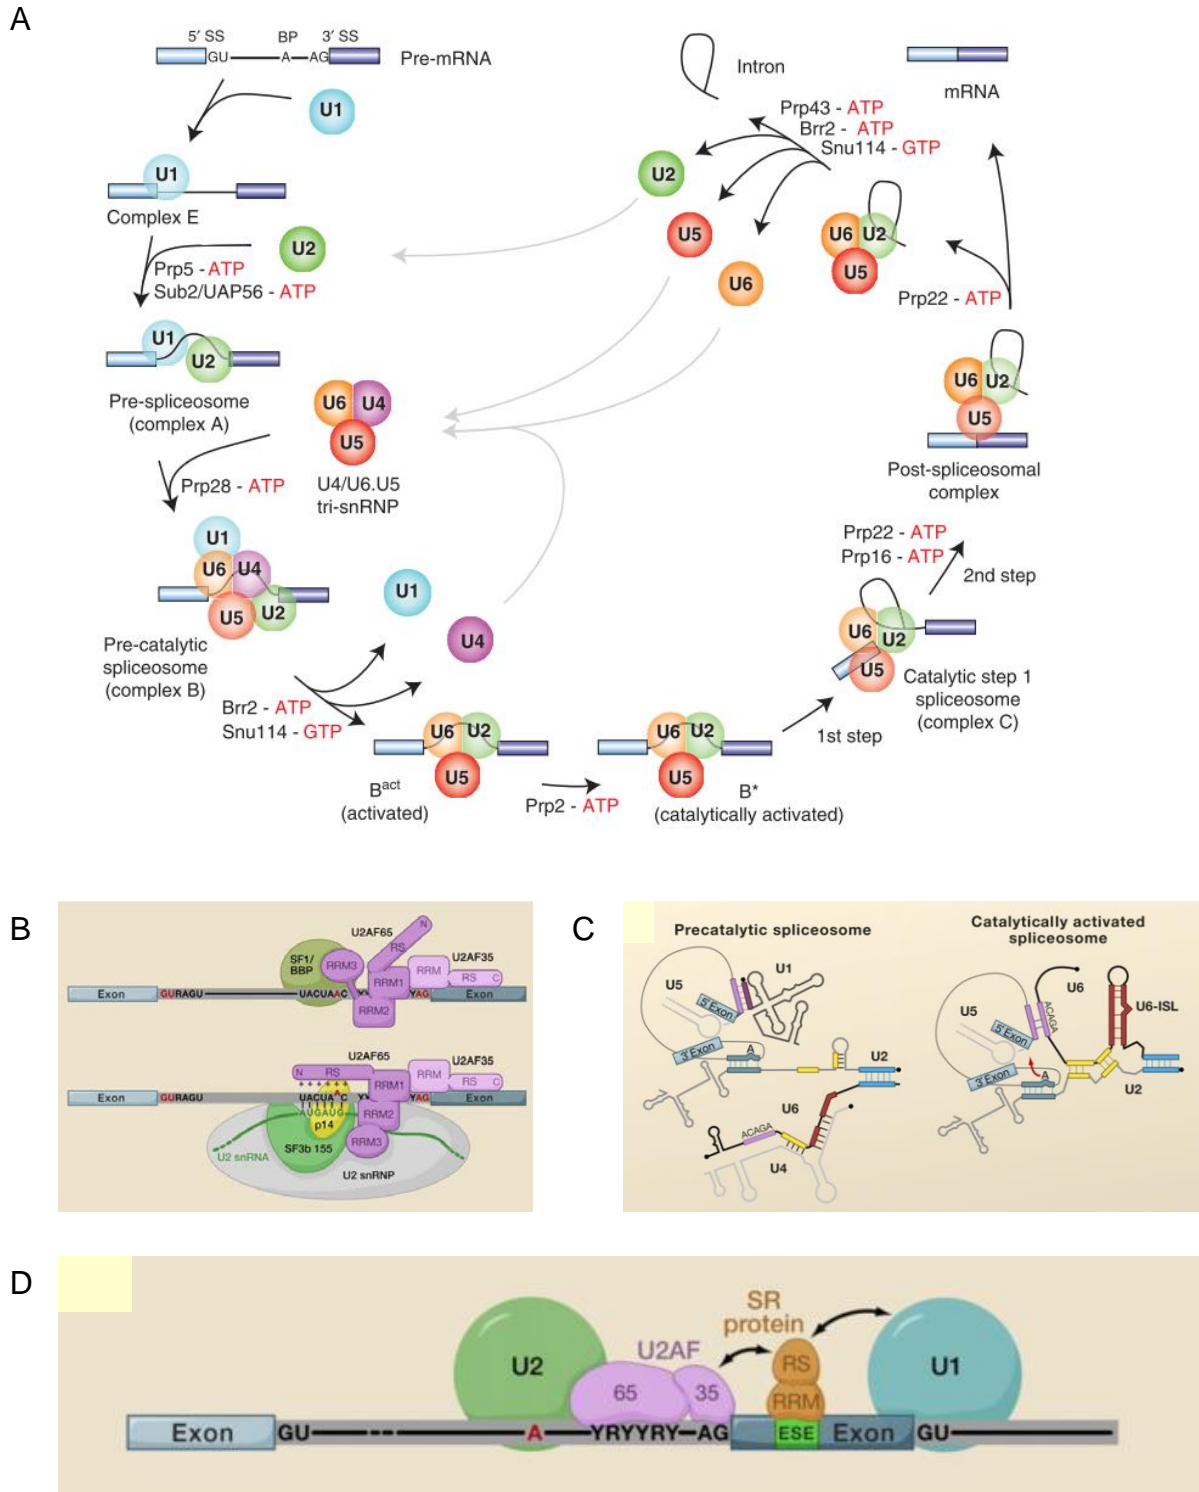 A
5′ SS
BP
3′ SS
GU
A
AG
Pre-mRNA
U1
U1
Complex E
U2
Prp5 - ATP
Sub2/UAP56 - ATP
U1
U2
Pre-spliceosome
(complex A)
U6
U4
U5
U4/U6.U5
tri-snRNP
Prp28 - ATP
U1
U6
U4
U5
U2
Pre-catalytic
spliceosome
(complex B)
U1
U4
Brr2 - ATP
Snu114 - GTP
U6
U2
U5
Bact
(activated)
Prp2 - ATP
U6
U2
U5
B*
(catalytically activated)
1st step
U6
U2
U5
Catalytic step 1
spliceosome
(complex C)
Prp22 - ATP
Prp16 - ATP
2nd step
U6
U2
U5
Post-spliceosomal
complex
Prp22 - ATP
mRNA
U6
U2
U5
Prp43 - ATP
Brr2 - ATP
Snu114 - GTP
Intron
U2
U5
U6
B
U2AF65
N
RS
SF1/
BBP
RRM3
RRM1
RRM
U2AF35
RS C
Exon
GURAGU
UACUAAC
YAG
Exon
RRM2
U2AF65
N RS
RRM1
RRM
U2AF35
RS C
++++++
Exon
GURAGU
UACUA C
A
YAG
Exon
AUGAUG
p14
RRM2
SF3b 155
RRM3
U2 snRNA
U2 snRNP
C
Precatalytic spliceosome
U1
U5
5′ Exon
3′ Exon
A
U2
U6
ACAGA
U4
Catalytically activated
spliceosome
U6
U5
ACAGA
U6-ISL
5′ Exon
3′ Exon
A
U2
D
SR
protein
U2
U2AF
65
35
RS
RRM
U1
Exon
GU
A
YRYYRY
AG
ESE
Exon
GU